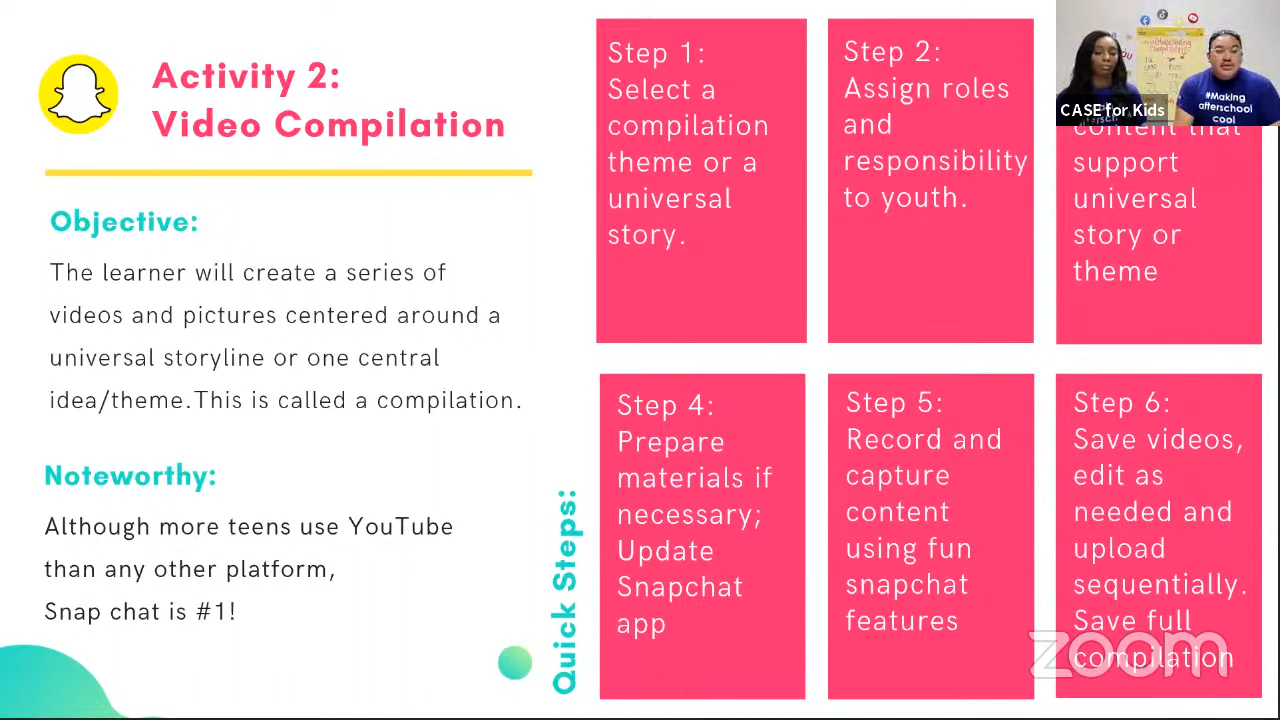 Activity 2:
Video Compilation
Objective:
The learner will create a series of
videos and pictures centered around a
universal storyline or one central
idea/theme.This is called a compilation.
Noteworthy:
Although more teens use YouTube
than any other platform,
Snap chat is #1!
Quick Steps:
Step 1:
Select a
compilation
theme or a
universal
story.
Step 2:
Assign roles
and
responsibility
to youth.
content that
support
universal
story or
theme
Step 4:
Prepare
materials if
necessary;
Update
Snapchat
app
Step 5:
Record and
capture
content
using fun
snapchat
features
Step 6:
Save videos,
edit as
needed and
upload
sequentially.
Save full
compilation
CASE for Kids
#Making
afterschool
cool
zoom